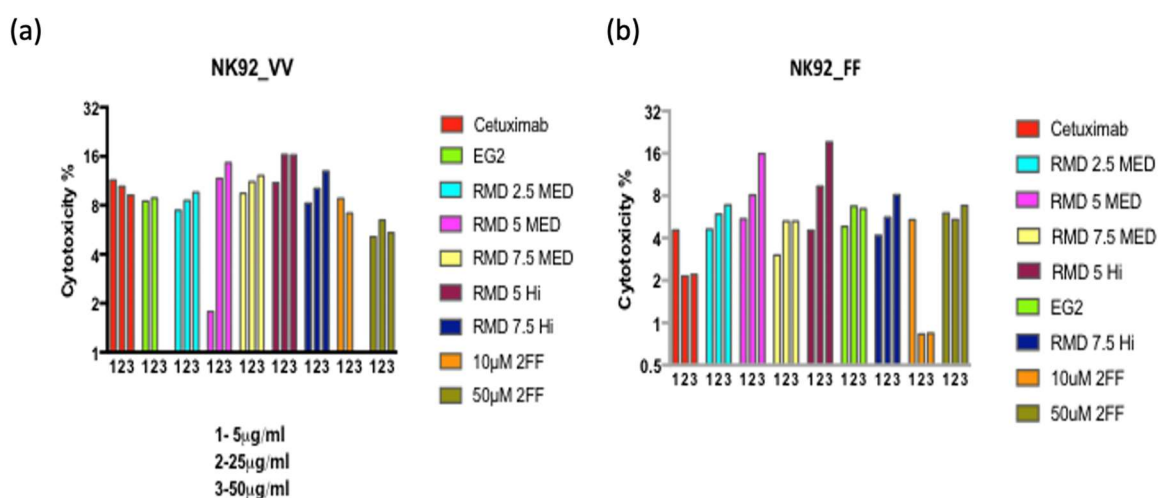 (a)
NK92_VV
Cytotoxicity %
32
16
8
4
2
1
123 123 123 123 123 123 123 123 123
Cetuximab
EG2
RMD 2.5 MED
RMD 5 MED
RMD 7.5 MED
RMD 5 Hi
RMD 7.5 Hi
10µM 2FF
50µM 2FF
1- 5µg/ml
2-25µg/ml
3-50µg/ml
(b)
NK92_FF
Cytotoxicity %
32
16
8
4
2
1
0.5
123 123 123 123 123 123 123 123 123
Cetuximab
RMD 2.5 MED
RMD 5 MED
RMD 7.5 MED
RMD 5 Hi
EG2
RMD 7.5 Hi
10uM 2FF
50uM 2FF